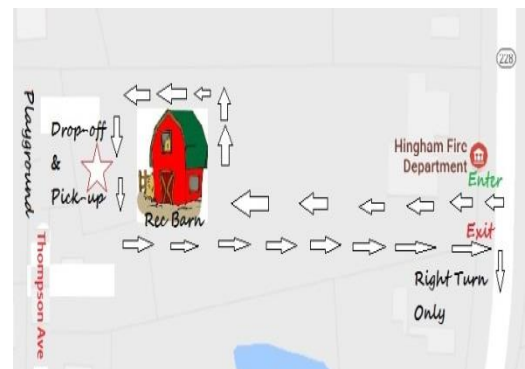 228
Playground
Drop-off
&
Pick-up
Rec Barn
Hingham Fire
Department
Enter
Exit
Right Turn
Only
Thompson Ave